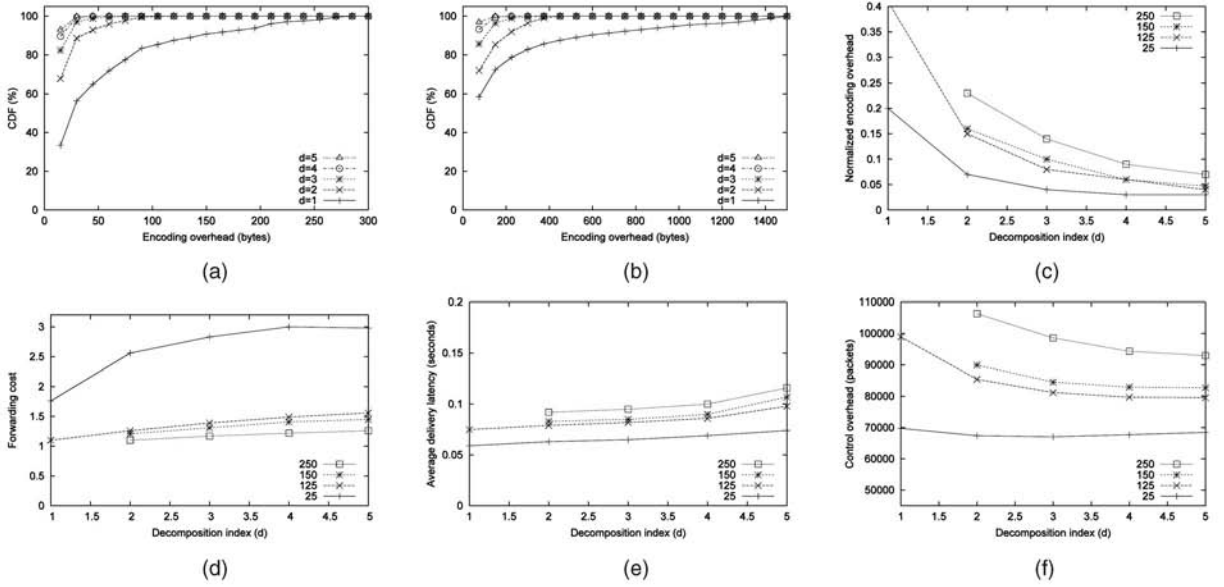 100
80
60
40
20
0
CDF (%)
d=5
d=4
d=3
d=2
d=1
0 50 100 150 200 250 300
Encoding overhead (bytes)
(a)
100
80
60
40
20
0
CDF (%)
d=5
d=4
d=3
d=2
d=1
0 200 400 600 800 1000 1200 1400
Encoding overhead (bytes)
(b)
0.4
0.35
0.3
0.25
0.2
0.15
0.1
0.05
0
Normalized encoding overhead
250
150
125
25
1 1.5 2 2.5 3 3.5 4 4.5 5
Decomposition index (d)
(c)
3
2.5
2
1.5
1
0.5
0
Forwarding cost
250
150
125
25
1 1.5 2 2.5 3 3.5 4 4.5 5
Decomposition index (d)
(d)
0.2
0.15
0.1
0.05
0
Average delivery latency (seconds)
250
150
125
25
1 1.5 2 2.5 3 3.5 4 4.5 5
Decomposition index (d)
(e)
110000
100000
90000
80000
70000
60000
50000
Control overhead (packets)
250
150
125
25
1 1.5 2 2.5 3 3.5 4 4.5 5
Decomposition index (d)
(f)